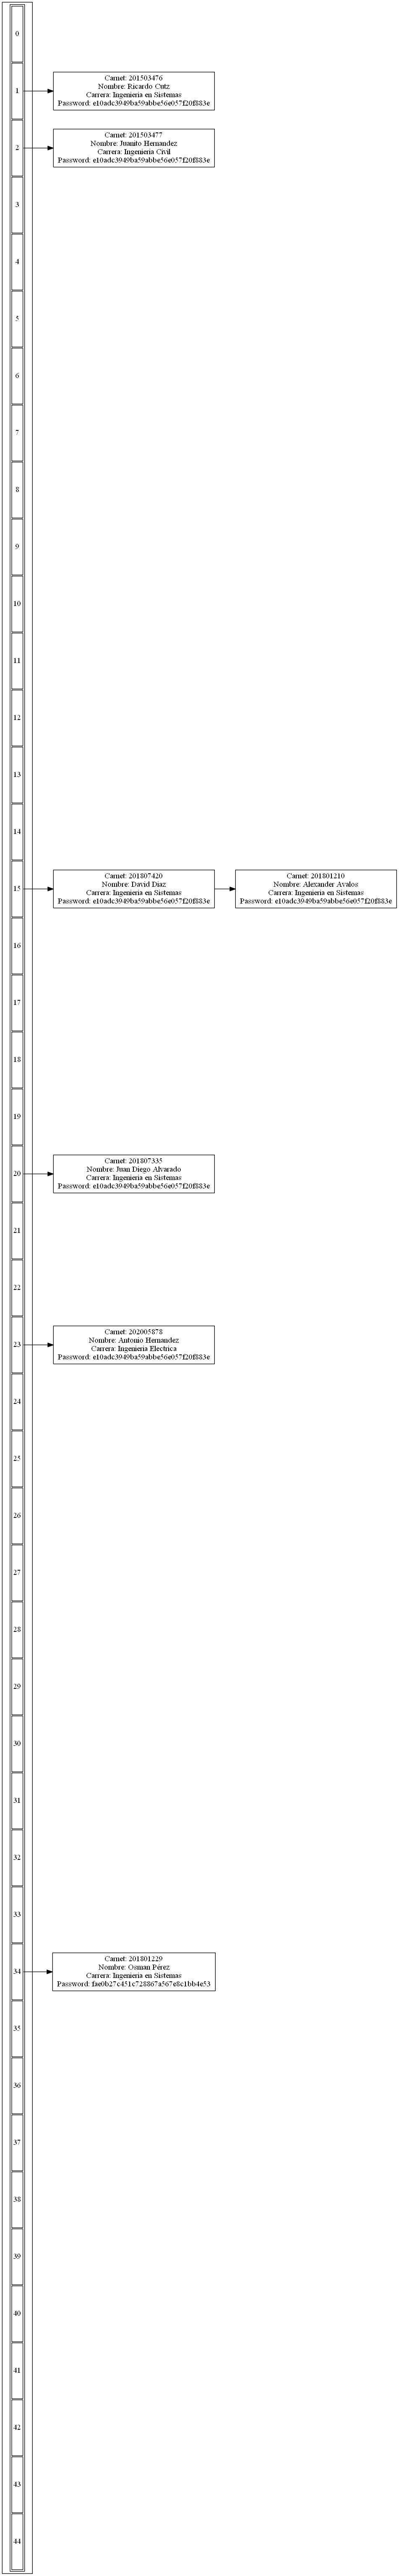 0
1
Carnet: 201503476
Nombre: Ricardo Cutz
Carrera: Ingenieria en Sistemas
Password: e10adc3949ba59abbe56e057f20f883e
2
Carnet: 201503477
Nombre: Juanito Hernandez
Carrera: Ingenieria Civil
Password: e10adc3949ba59abbe56e057f20f883e
3
4
5
6
7
8
9
10
11
12
13
14
15
Carnet: 201807420
Nombre: David Diaz
Carrera: Ingenieria en Sistemas
Password: e10adc3949ba59abbe56e057f20f883e
Carnet: 201801210
Nombre: Alexander Avalos
Carrera: Ingenieria en Sistemas
Password: e10adc3949ba59abbe56e057f20f883e
16
17
18
19
20
Carnet: 201807335
Nombre: Juan Diego Alvarado
Carrera: Ingenieria en Sistemas
Password: e10adc3949ba59abbe56e057f20f883e
21
22
23
Carnet: 202005878
Nombre: Antonio Hernandez
Carrera: Ingenieria Electrica
Password: e10adc3949ba59abbe56e057f20f883e
24
25
26
27
28
29
30
31
32
33
34
Carnet: 201801229
Nombre: Osman Pérez
Carrera: Ingenieria en Sistemas
Password: fae0b27c451c728867a567e8c1bb4e53
35
36
37
38
39
40
41
42
43
44